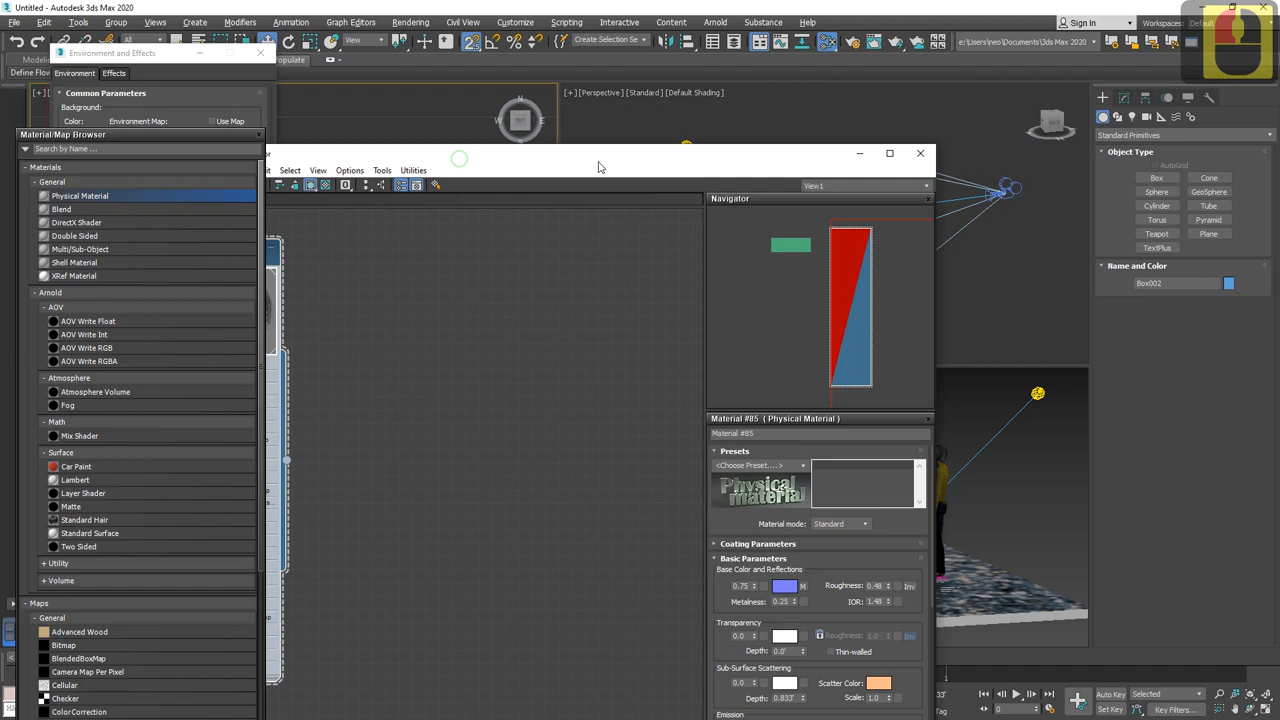 Untitled - Autodesk 3ds Max 2020
File Edit Tools Group Views Create Modifiers Animation Graph Editors Rendering Civil View Customize Scripting Interactive Content Arnold Substance Help
Sign In Workspaces:
All View Create Selection Se e:\Users\neo\Documents\3ds Max 2020
Environment and Effects
Define Flow
Populate
Environment Effects
[+] [+] [Perspective] [Standard] [Default Shading]
Common Parameters
Background:
Color: Environment Map: Use Map
Material/Map Browser
Search by Name ...
Materials
General
Physical Material
Blend
DirectX Shader
Double Sided
Multi/Sub-Object
Shell Material
XRef Material
Arnold
AOV
AOV Write Float
AOV Write Int
AOV Write RGB
AOV Write RGBA
Atmosphere
Atmosphere Volume
Fog
Math
Mix Shader
Surface
Car Paint
Lambert
Layer Shader
Matte
Standard Hair
Standard Surface
Two Sided
+ Utility
+ Volume
Maps
General
Advanced Wood
Bitmap
BlendedBoxMap
Camera Map Per Pixel
Cellular
Checker
ColorCorrection
Select View Options Tools Utilities
View1
Navigator
Material #85 ( Physical Material )
Material #85
Presets
<Choose Preset....>
Physical material
Material mode: Standard
Coating Parameters
Basic Parameters
Base Color and Reflections
0.75 M Roughness: 0.48 Inv
Metalness: 0.25 IOR: 1.48
Transparency
0.0 Roughness: 1.0 Inv
Depth: 0.0' Thin-walled
Sub-Surface Scattering
0.0 Scatter Color:
Depth: 0.833' Scale: 1.0
Emission
Standard Primitives
Object Type
AutoGrid
Box Cone
Sphere GeoSphere
Cylinder Tube
Torus Pyramid
Teapot Plane
TextPlus
Name and Color
Box002
N
W E
S
TOP
BACK
1
33'
Tag
0
Auto Key Selected
Set Key Key Filters...